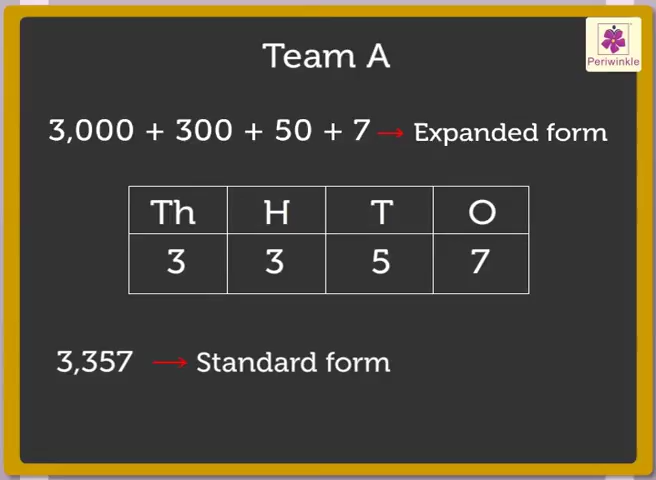 Team A
Periwinkle
3,000 + 300 + 50 + 7 → Expanded form
Th H T O
3 3 5 7
3,357 → Standard form